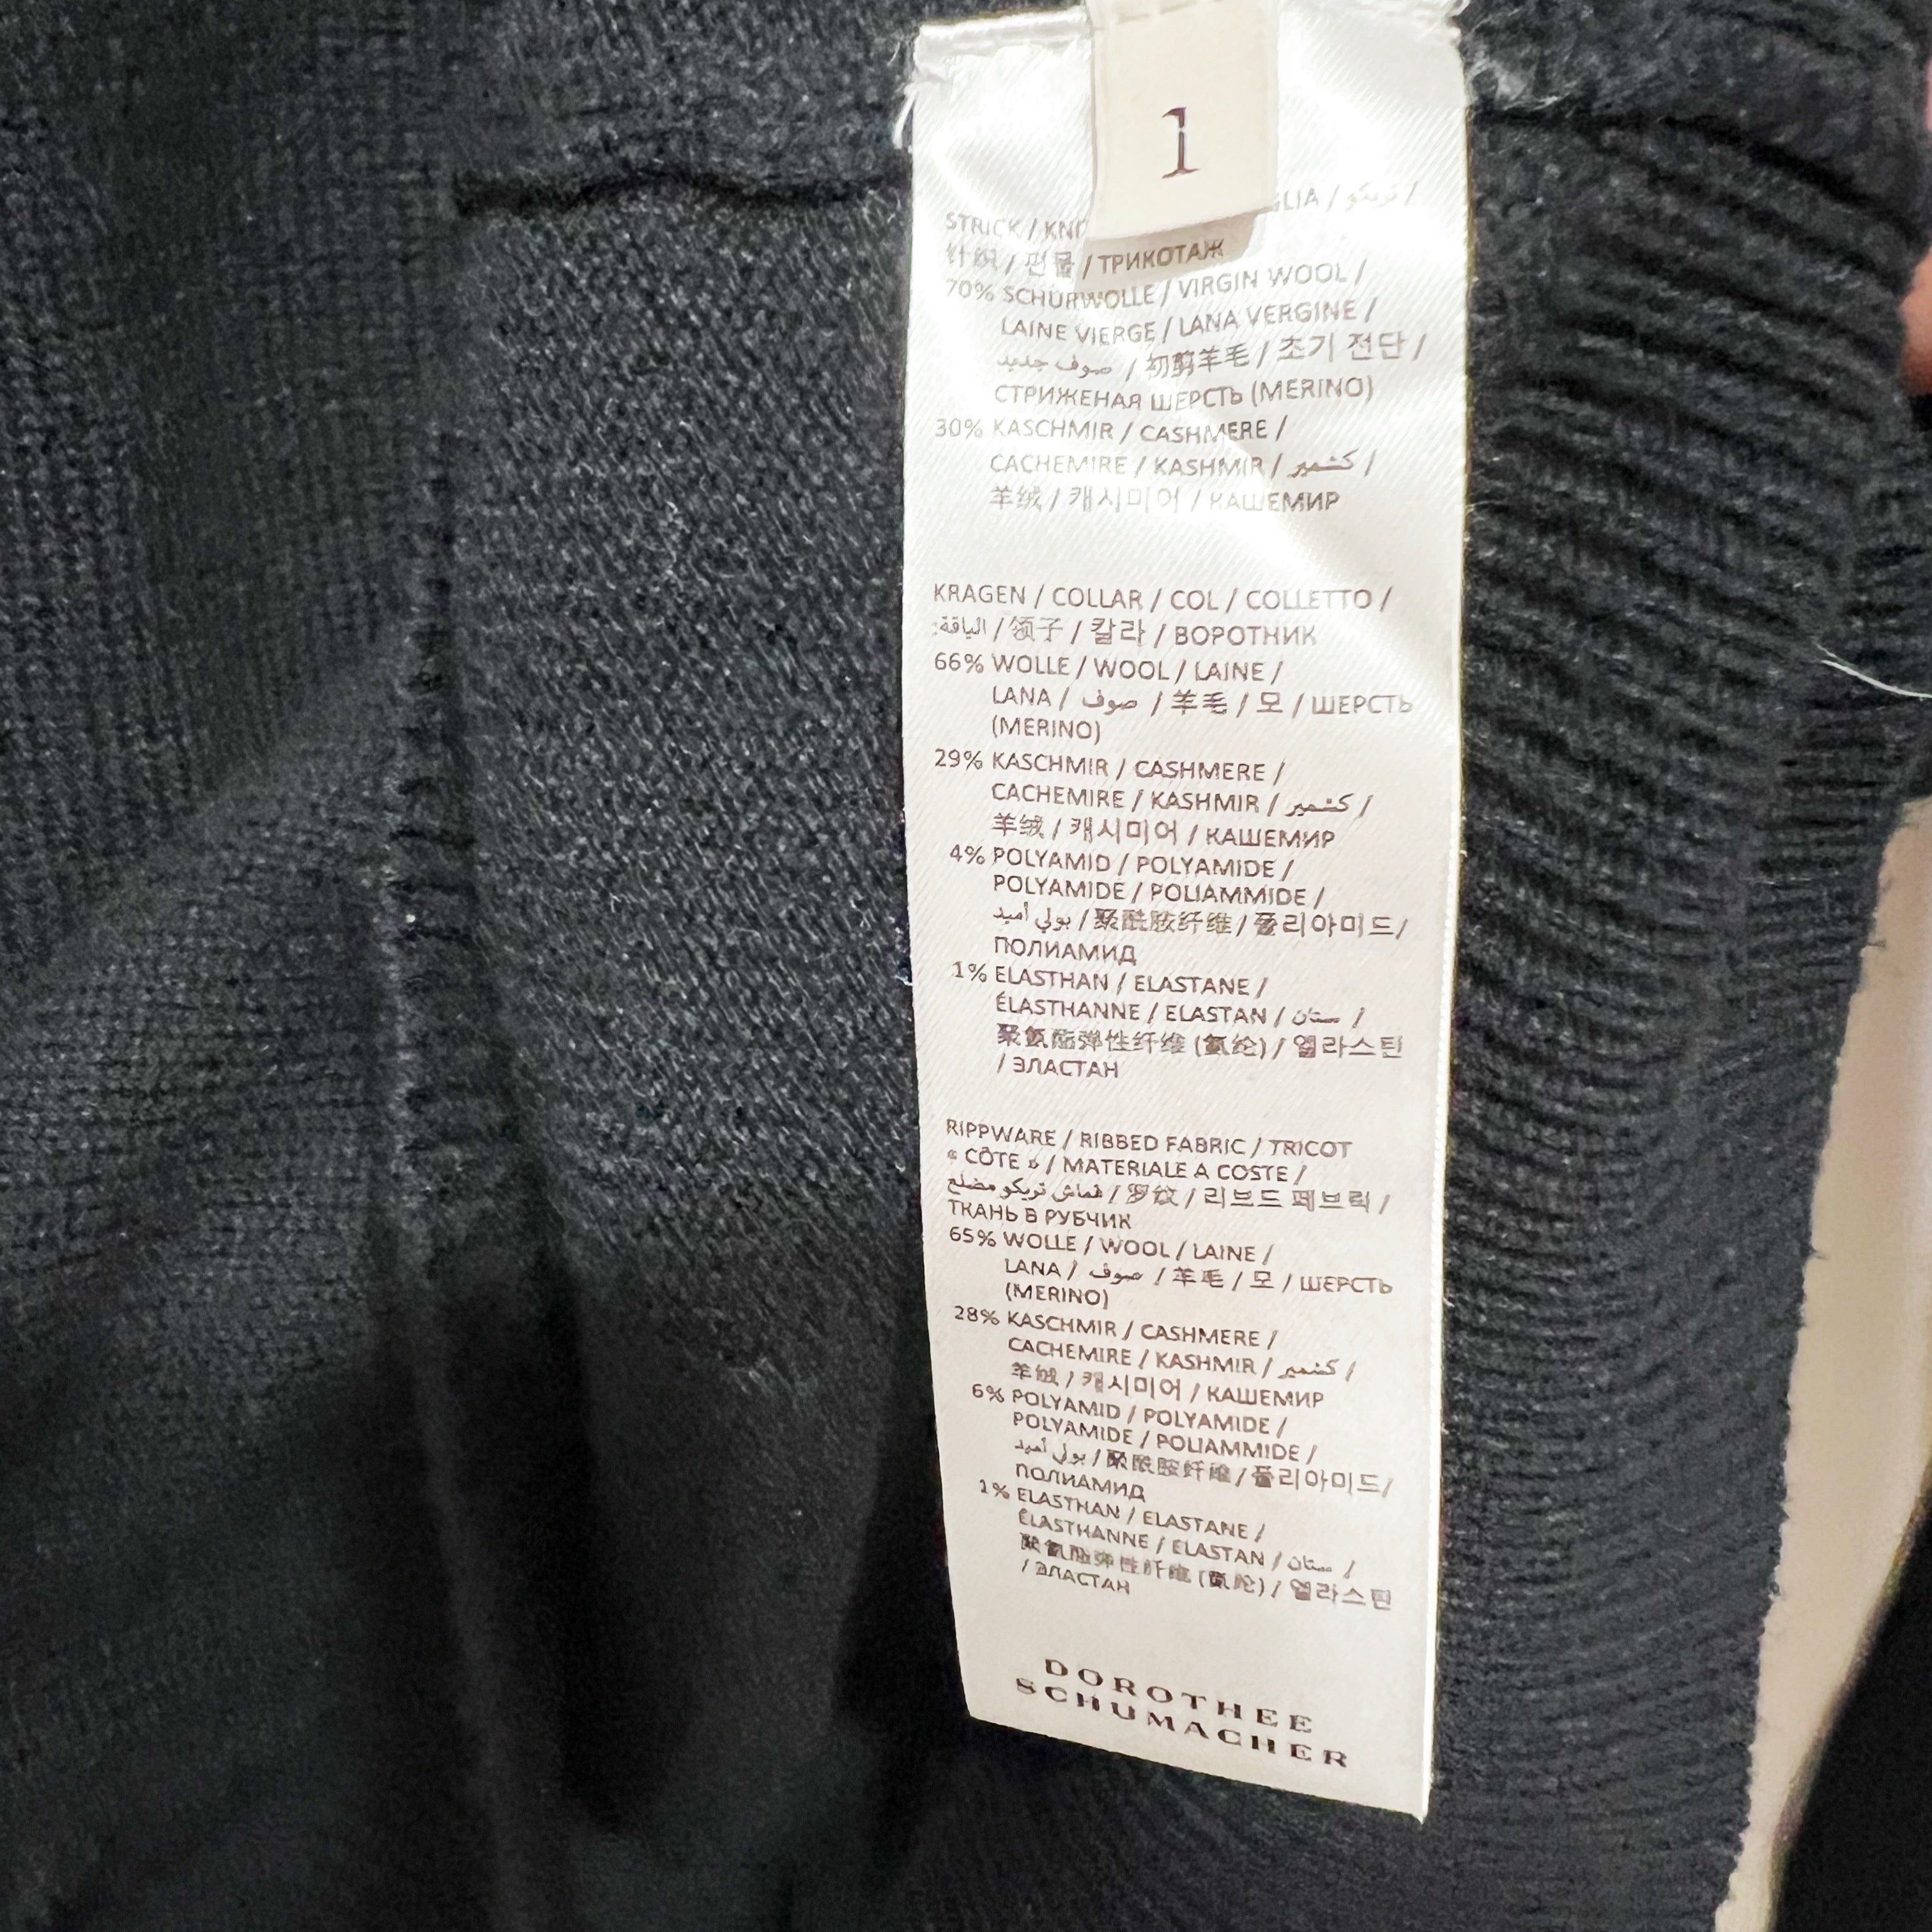 1
STRICK / KNI GLIA / تريكو /
针织 / 편물 / ТРИКОТАЖ
70% SCHURWOLLE / VIRGIN WOOL /
LAINE VIERGE / LANA VERGINE /
صوف جديد / 初剪羊毛 / 초기 전단 /
СТРИЖЕНАЯ ШЕРСТЬ (MERINO)
30% KASCHMIR / CASHMERE /
CACHEMIRE / KASHMIR / كشمير /
羊绒 / 캐시미어 / КАШЕМИР
KRAGEN / COLLAR / COL / COLLETTO /
الياقة: / 领子 / 칼라 / ВОРОТНИК
66% WOLLE / WOOL / LAINE /
LANA / صوف / 羊毛 / 모 / ШЕРСТЬ
(MERINO)
29% KASCHMIR / CASHMERE /
CACHEMIRE / KASHMIR / كشمير /
羊绒 / 캐시미어 / КАШЕМИР
4% POLYAMID / POLYAMIDE /
POLYAMIDE / POLIAMMIDE /
بولي أميد / 聚酰胺纤维 / 폴리아미드/
ПОЛИАМИД
1% ELASTHAN / ELASTANE /
ÉLASTHANNE / ELASTAN / ستان /
聚氨酯弹性纤维 (氨纶) / 엘라스틴
/ ЭЛАСТАН
RIPPWARE / RIBBED FABRIC / TRICOT
« CÔTE » / MATERIALE A COSTE /
قماش تريكو مضلع / 罗纹 / 리브드 페브릭 /
ТКАНЬ В РУБЧИК
65% WOLLE / WOOL / LAINE /
LANA / صوف / 羊毛 / 모 / ШЕРСТЬ
(MERINO)
28% KASCHMIR / CASHMERE /
CACHEMIRE / KASHMIR / كشمير /
羊绒 / 캐시미어 / КАШЕМИР
6% POLYAMID / POLYAMIDE /
POLYAMIDE / POLIAMMIDE /
بولي أميد / 聚酰胺纤维 / 폴리아미드/
ПОЛИАМИД
1% ELASTHAN / ELASTANE /
ÉLASTHANNE / ELASTAN / ستان /
聚氨酯弹性纤维 (氨纶) / 엘라스틴
/ ЭЛАСТАН
DOROTHEE
SCHUMACHER